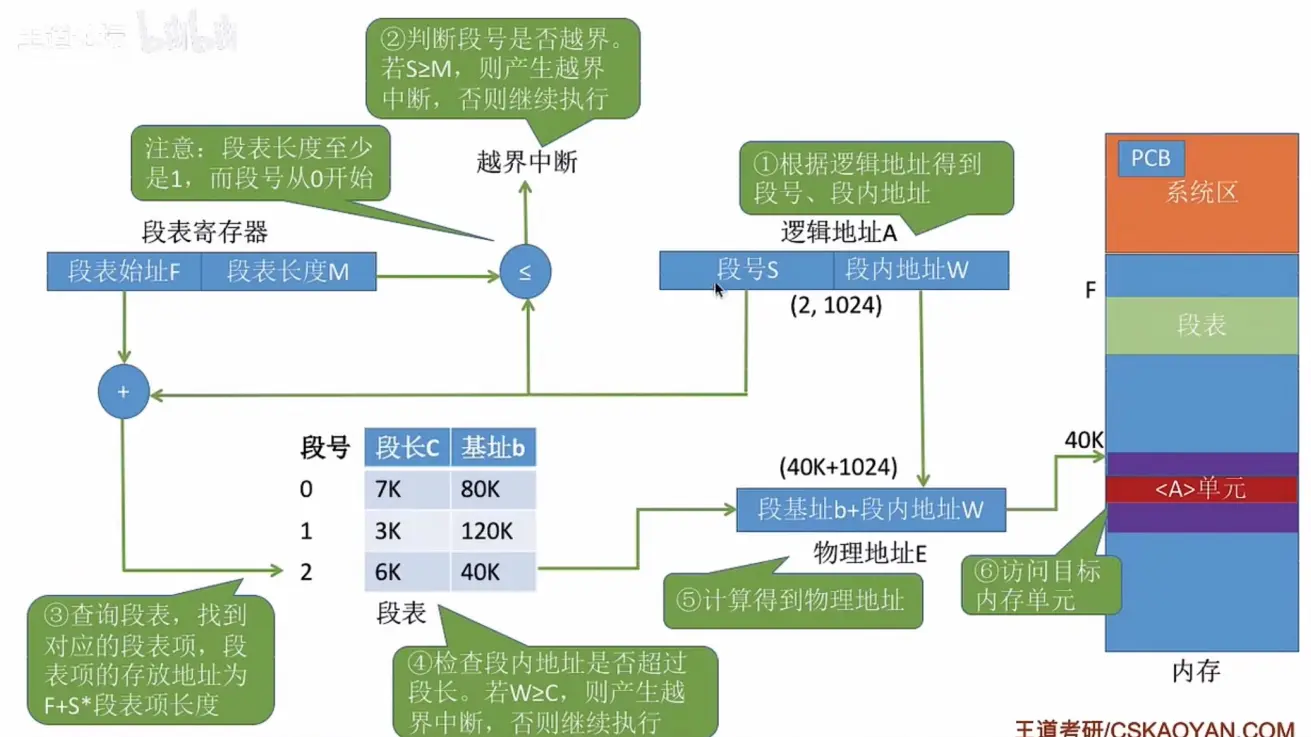 ②判断段号是否越界。
若S≥M，则产生越界
中断，否则继续执行
注意：段表长度至少
是1，而段号从0开始
越界中断
①根据逻辑地址得到
段号、段内地址
PCB
系统区
段表寄存器
逻辑地址A
段表始址F 段表长度M
≤
段号S 段内地址W
(2, 1024)
F
段表
+
段号 段长C 基址b
0 7K 80K
1 3K 120K
2 6K 40K
段表
(40K+1024)
段基址b+段内地址W
物理地址E
40K
<A>单元
③查询段表，找到
对应的段表项，段
表项的存放地址为
F+S*段表项长度
④检查段内地址是否超过
段长。若W≥C，则产生越
界中断，否则继续执行
⑤计算得到物理地址
⑥访问目标
内存单元
内存
王道考研/CSKAOYAN.COM